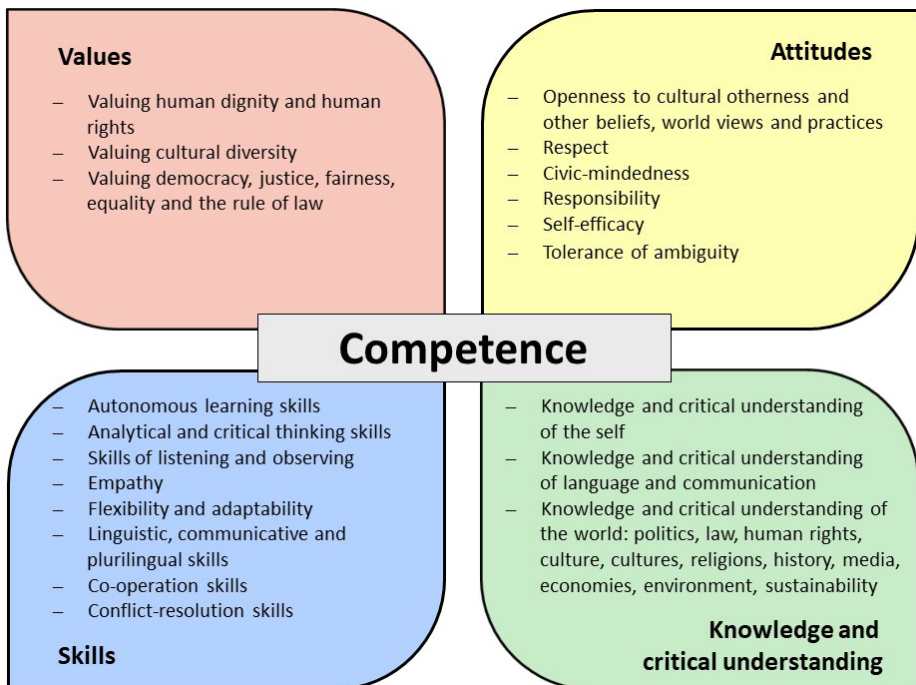 Values
– Valuing human dignity and human
rights
– Valuing cultural diversity
– Valuing democracy, justice, fairness,
equality and the rule of law
Attitudes
– Openness to cultural otherness and
other beliefs, world views and practices
– Respect
– Civic-mindedness
– Responsibility
– Self-efficacy
– Tolerance of ambiguity
Competence
– Autonomous learning skills
– Analytical and critical thinking skills
– Skills of listening and observing
– Empathy
– Flexibility and adaptability
– Linguistic, communicative and
plurilingual skills
– Co-operation skills
– Conflict-resolution skills
Skills
– Knowledge and critical understanding
of the self
– Knowledge and critical understanding
of language and communication
– Knowledge and critical understanding of
the world: politics, law, human rights,
culture, cultures, religions, history, media,
economies, environment, sustainability
Knowledge and
critical understanding